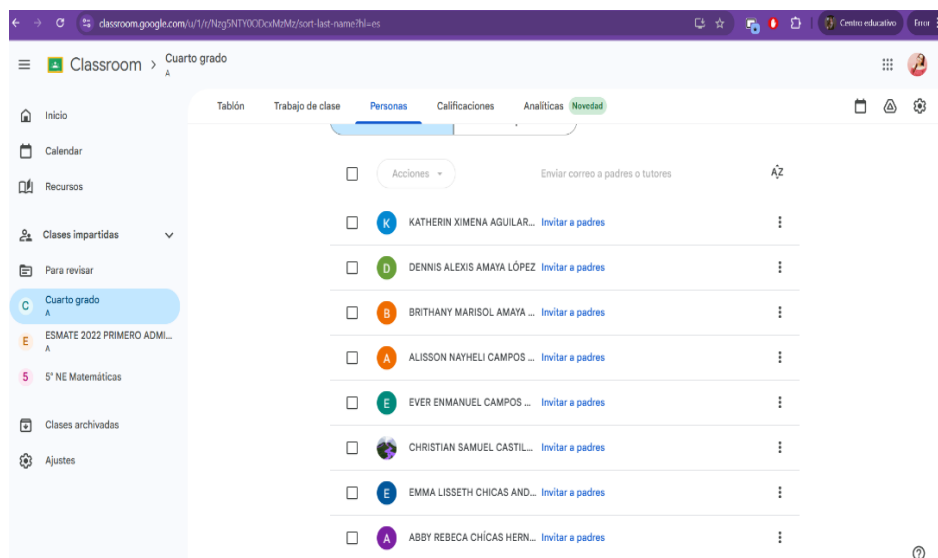 classroom.google.com/u/1/r/Nzg5NTY0ODcxMzMz/sort-last-name?hl=es
Centro educativo
Error
Classroom
Cuarto grado
A
Inicio
Calendar
Recursos
Clases impartidas
Para revisar
C
Cuarto grado
A
E
ESMATE 2022 PRIMERO ADMI...
A
5
5° NE Matemáticas
Clases archivadas
Ajustes
Tablón Trabajo de clase Personas Calificaciones Analíticas Novedad
Acciones Enviar correo a padres o tutores AZ
K KATHERIN XIMENA AGUILAR... Invitar a padres
D DENNIS ALEXIS AMAYA LÓPEZ Invitar a padres
B BRITHANY MARISOL AMAYA ... Invitar a padres
A ALISSON NAYHELI CAMPOS ... Invitar a padres
E EVER ENMANUEL CAMPOS ... Invitar a padres
CHRISTIAN SAMUEL CASTIL... Invitar a padres
E EMMA LISSETH CHICAS AND... Invitar a padres
A ABBY REBECA CHÍCAS HERN... Invitar a padres